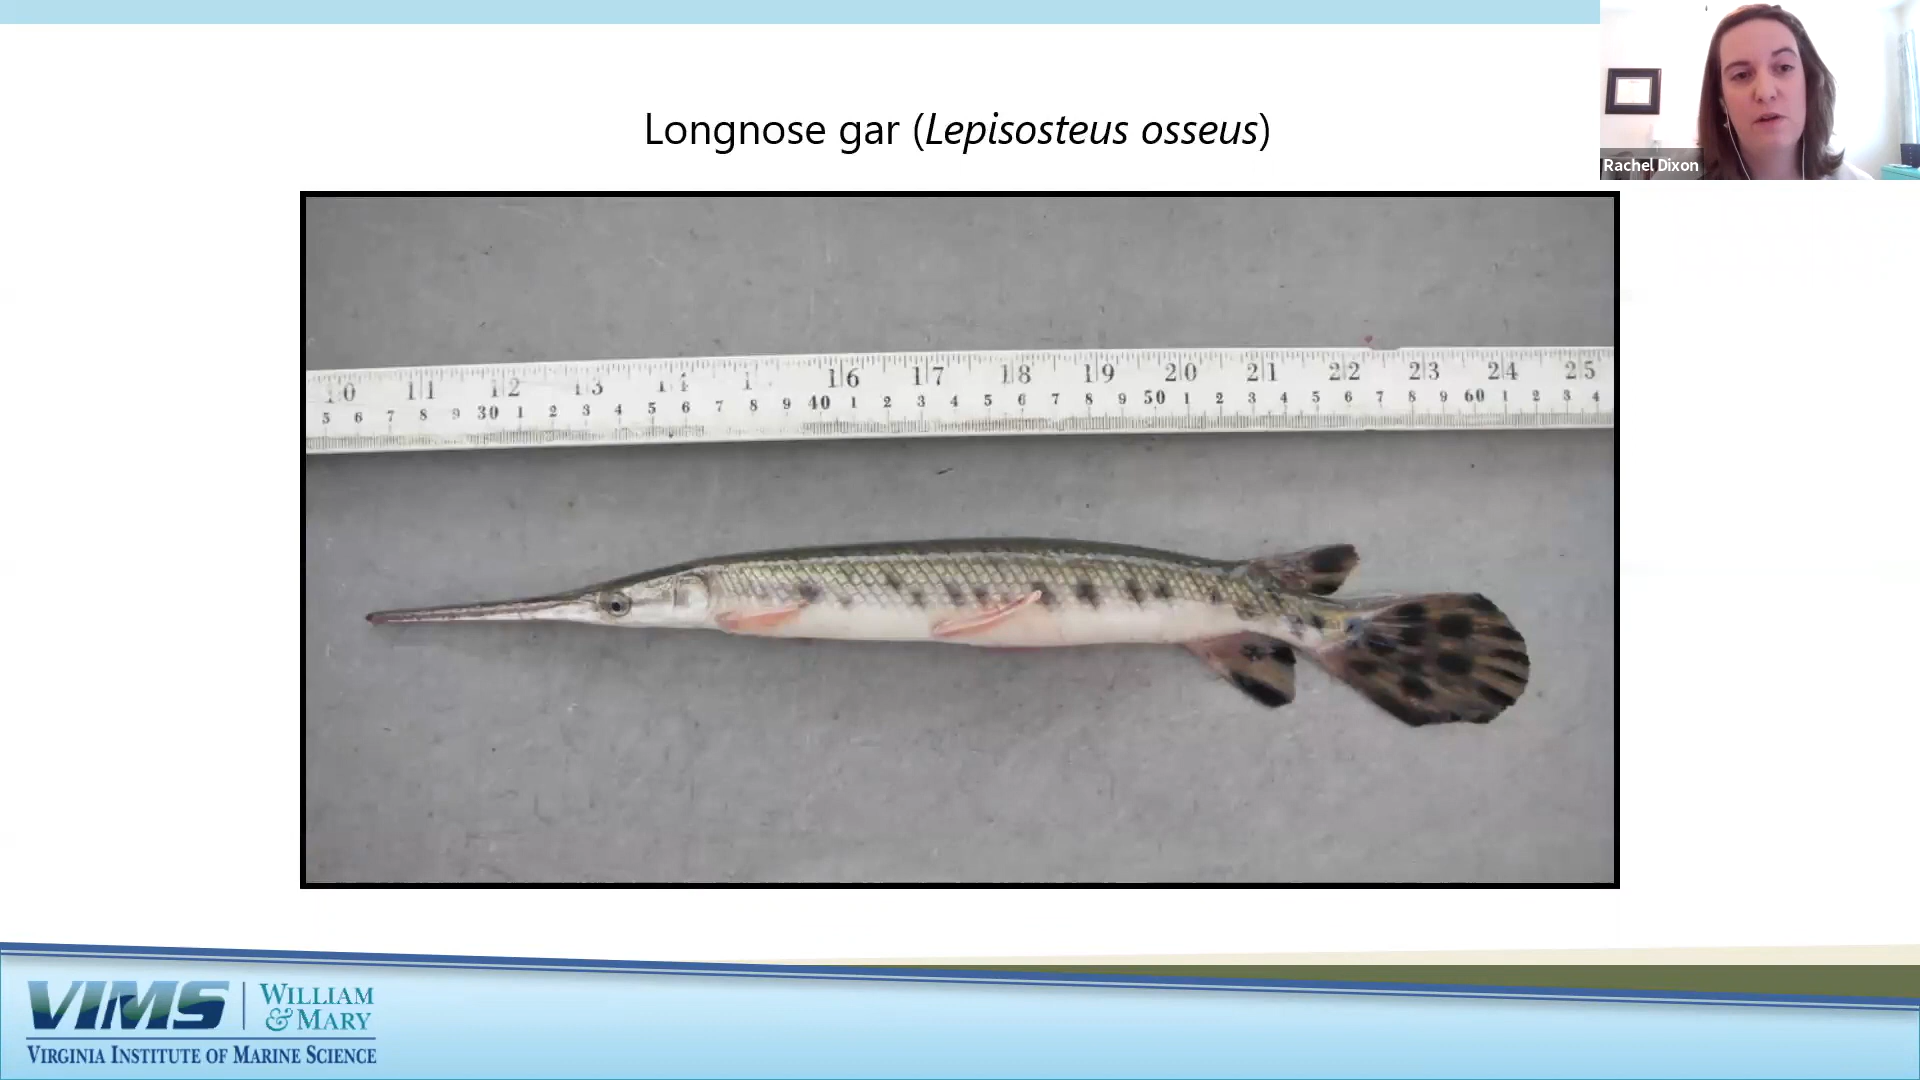 Longnose gar (Lepisosteus osseus)
Rachel Dixon
10 11 12 13 14 1 16 17 18 19 20 21 22 23 24 25
5 6 7 8 9 30 1 2 3 4 5 6 7 8 9 40 1 2 3 4 5 6 7 8 9 50 1 2 3 4 5 6 7 8 9 60 1 2 3 4
VIMS
WILLIAM
& MARY
VIRGINIA INSTITUTE OF MARINE SCIENCE